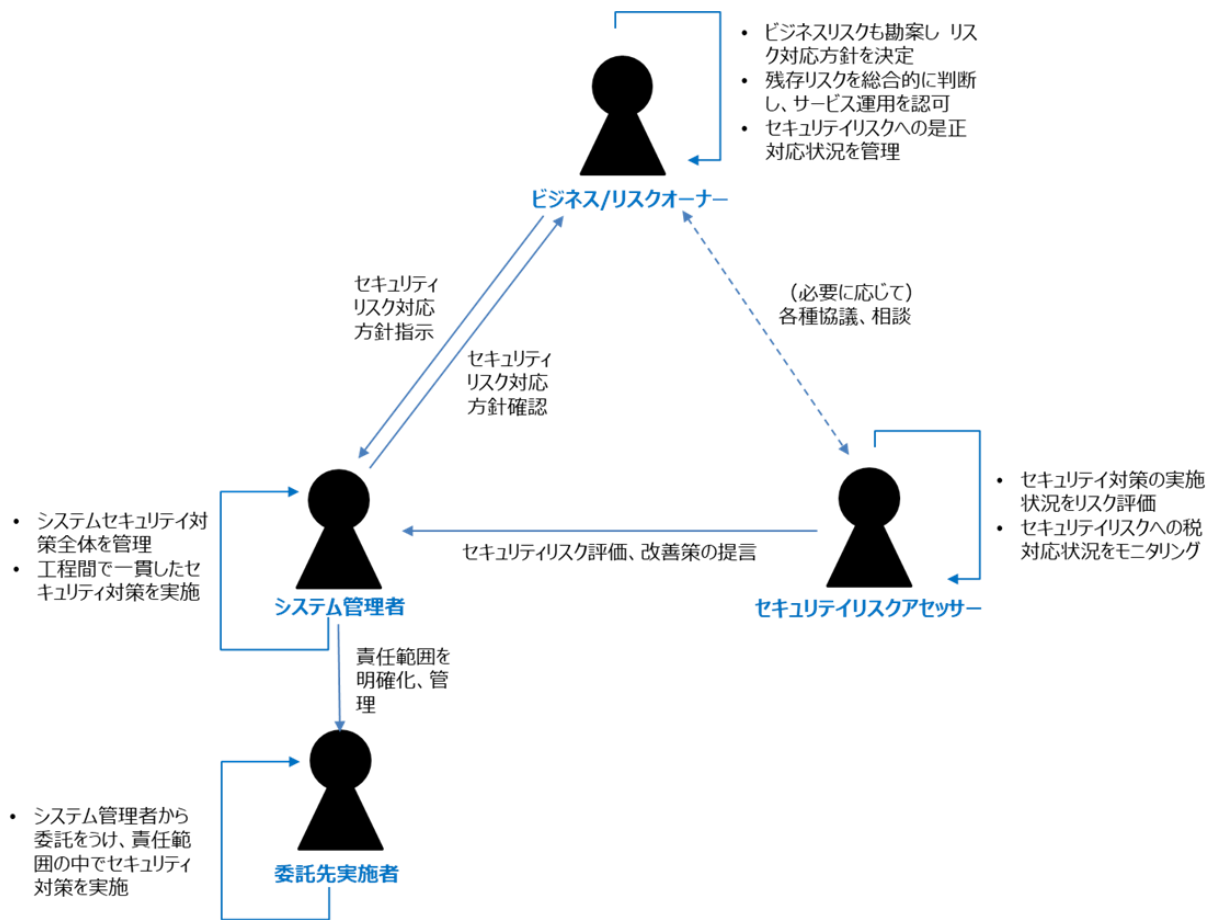 • ビジネスリスクも勘案し リス
ク対応方針を決定
• 残存リスクを総合的に判断
し、サービス運用を認可
• セキュリテイリスクへの是正
対応状況を管理
ビジネス/リスクオーナー
セキュリティ
リスク対応
方針指示
セキュリティ
リスク対応
方針確認
（必要に応じて）
各種協議、相談
• システムセキュリテイ対
策全体を管理
• 工程間で一貫したセ
キュリティ対策を実施
システム管理者
セキュリティリスク評価、改善策の提言
• セキュリテイ対策の実施
状況をリスク評価
• セキュリテイリスクへの税
対応状況をモニタリング
セキュリテイリスクアセッサー
責任範囲を
明確化、管
理
• システム管理者から
委託をうけ、責任範
囲の中でセキュリティ
対策を実施
委託先実施者